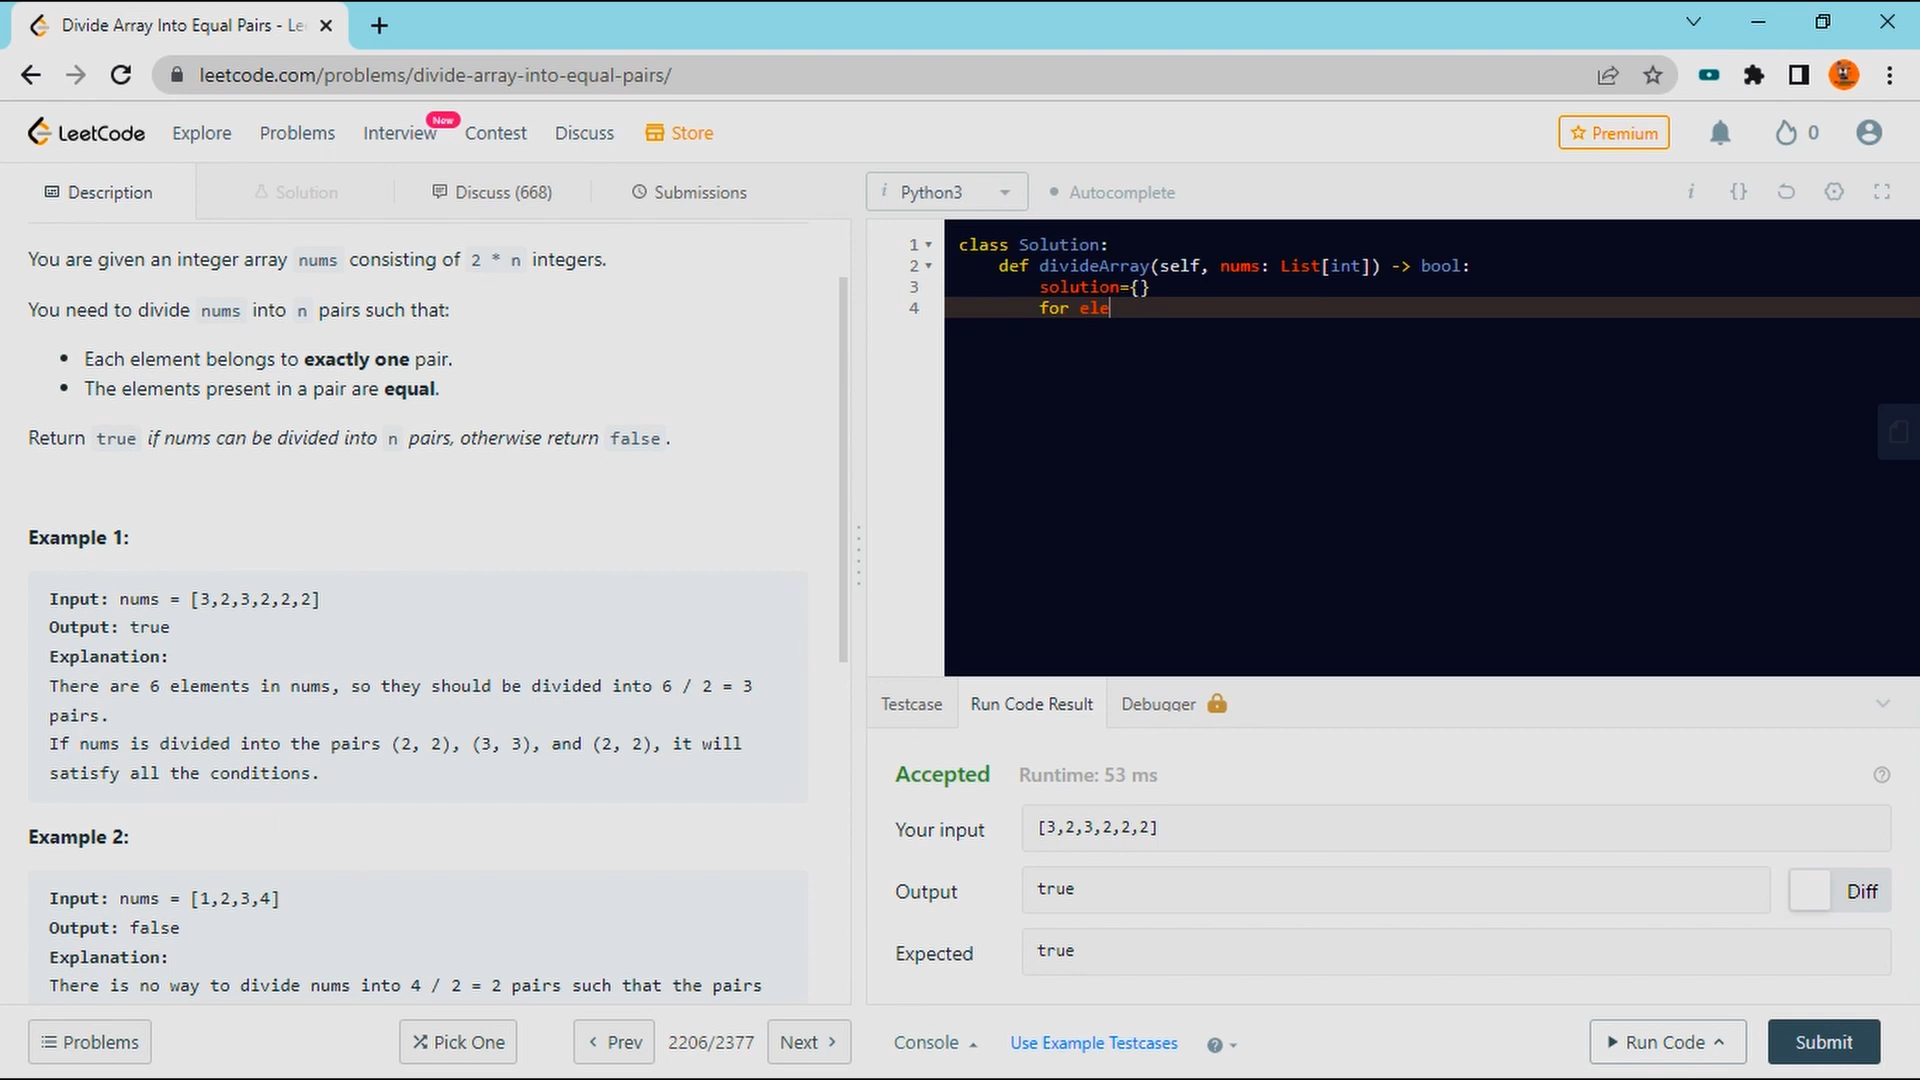 Divide Array Into Equal Pairs - Le
leetcode.com/problems/divide-array-into-equal-pairs/
LeetCode
Explore
Problems
Interview
New
Contest
Discuss
Store
Premium
0
Description
Solution
Discuss (668)
Submissions
Python3
Autocomplete
You are given an integer array nums consisting of 2 * n integers.
You need to divide nums into n pairs such that:
• Each element belongs to exactly one pair.
• The elements present in a pair are equal.
Return true if nums can be divided into n pairs, otherwise return false.
Example 1:
Input: nums = [3,2,3,2,2,2]
Output: true
Explanation:
There are 6 elements in nums, so they should be divided into 6 / 2 = 3
pairs.
If nums is divided into the pairs (2, 2), (3, 3), and (2, 2), it will
satisfy all the conditions.
Example 2:
Input: nums = [1,2,3,4]
Output: false
Explanation:
There is no way to divide nums into 4 / 2 = 2 pairs such that the pairs
1 class Solution:
2 def divideArray(self, nums: List[int]) -> bool:
3 solution={}
4 for ele
Testcase
Run Code Result
Debugger
Accepted
Runtime: 53 ms
Your input
[3,2,3,2,2,2]
Output
true
Diff
Expected
true
Problems
Pick One
Prev
2206/2377
Next
Console
Use Example Testcases
Run Code
Submit